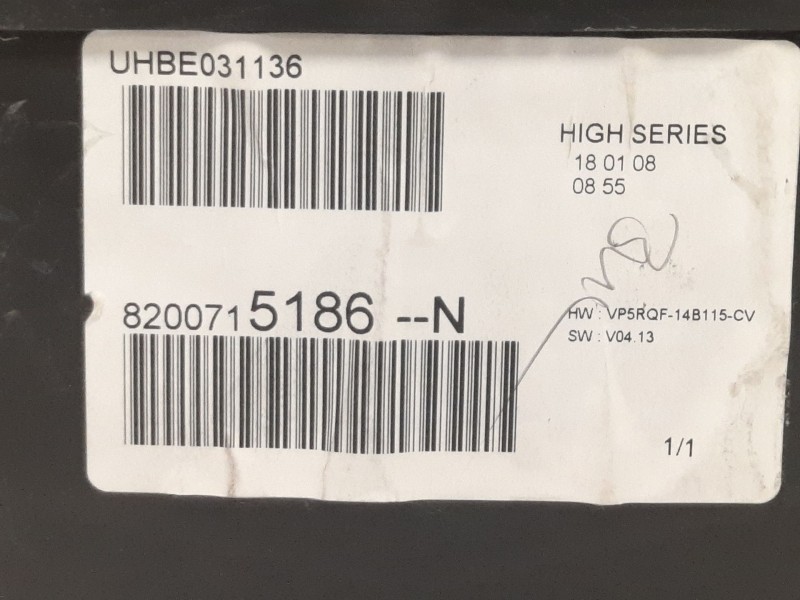 UHBE031136
HIGH SERIES
18 01 08
08 55
8200715186 --N
HW : VP5RQF-14B115-CV
SW : V04.13
1/1